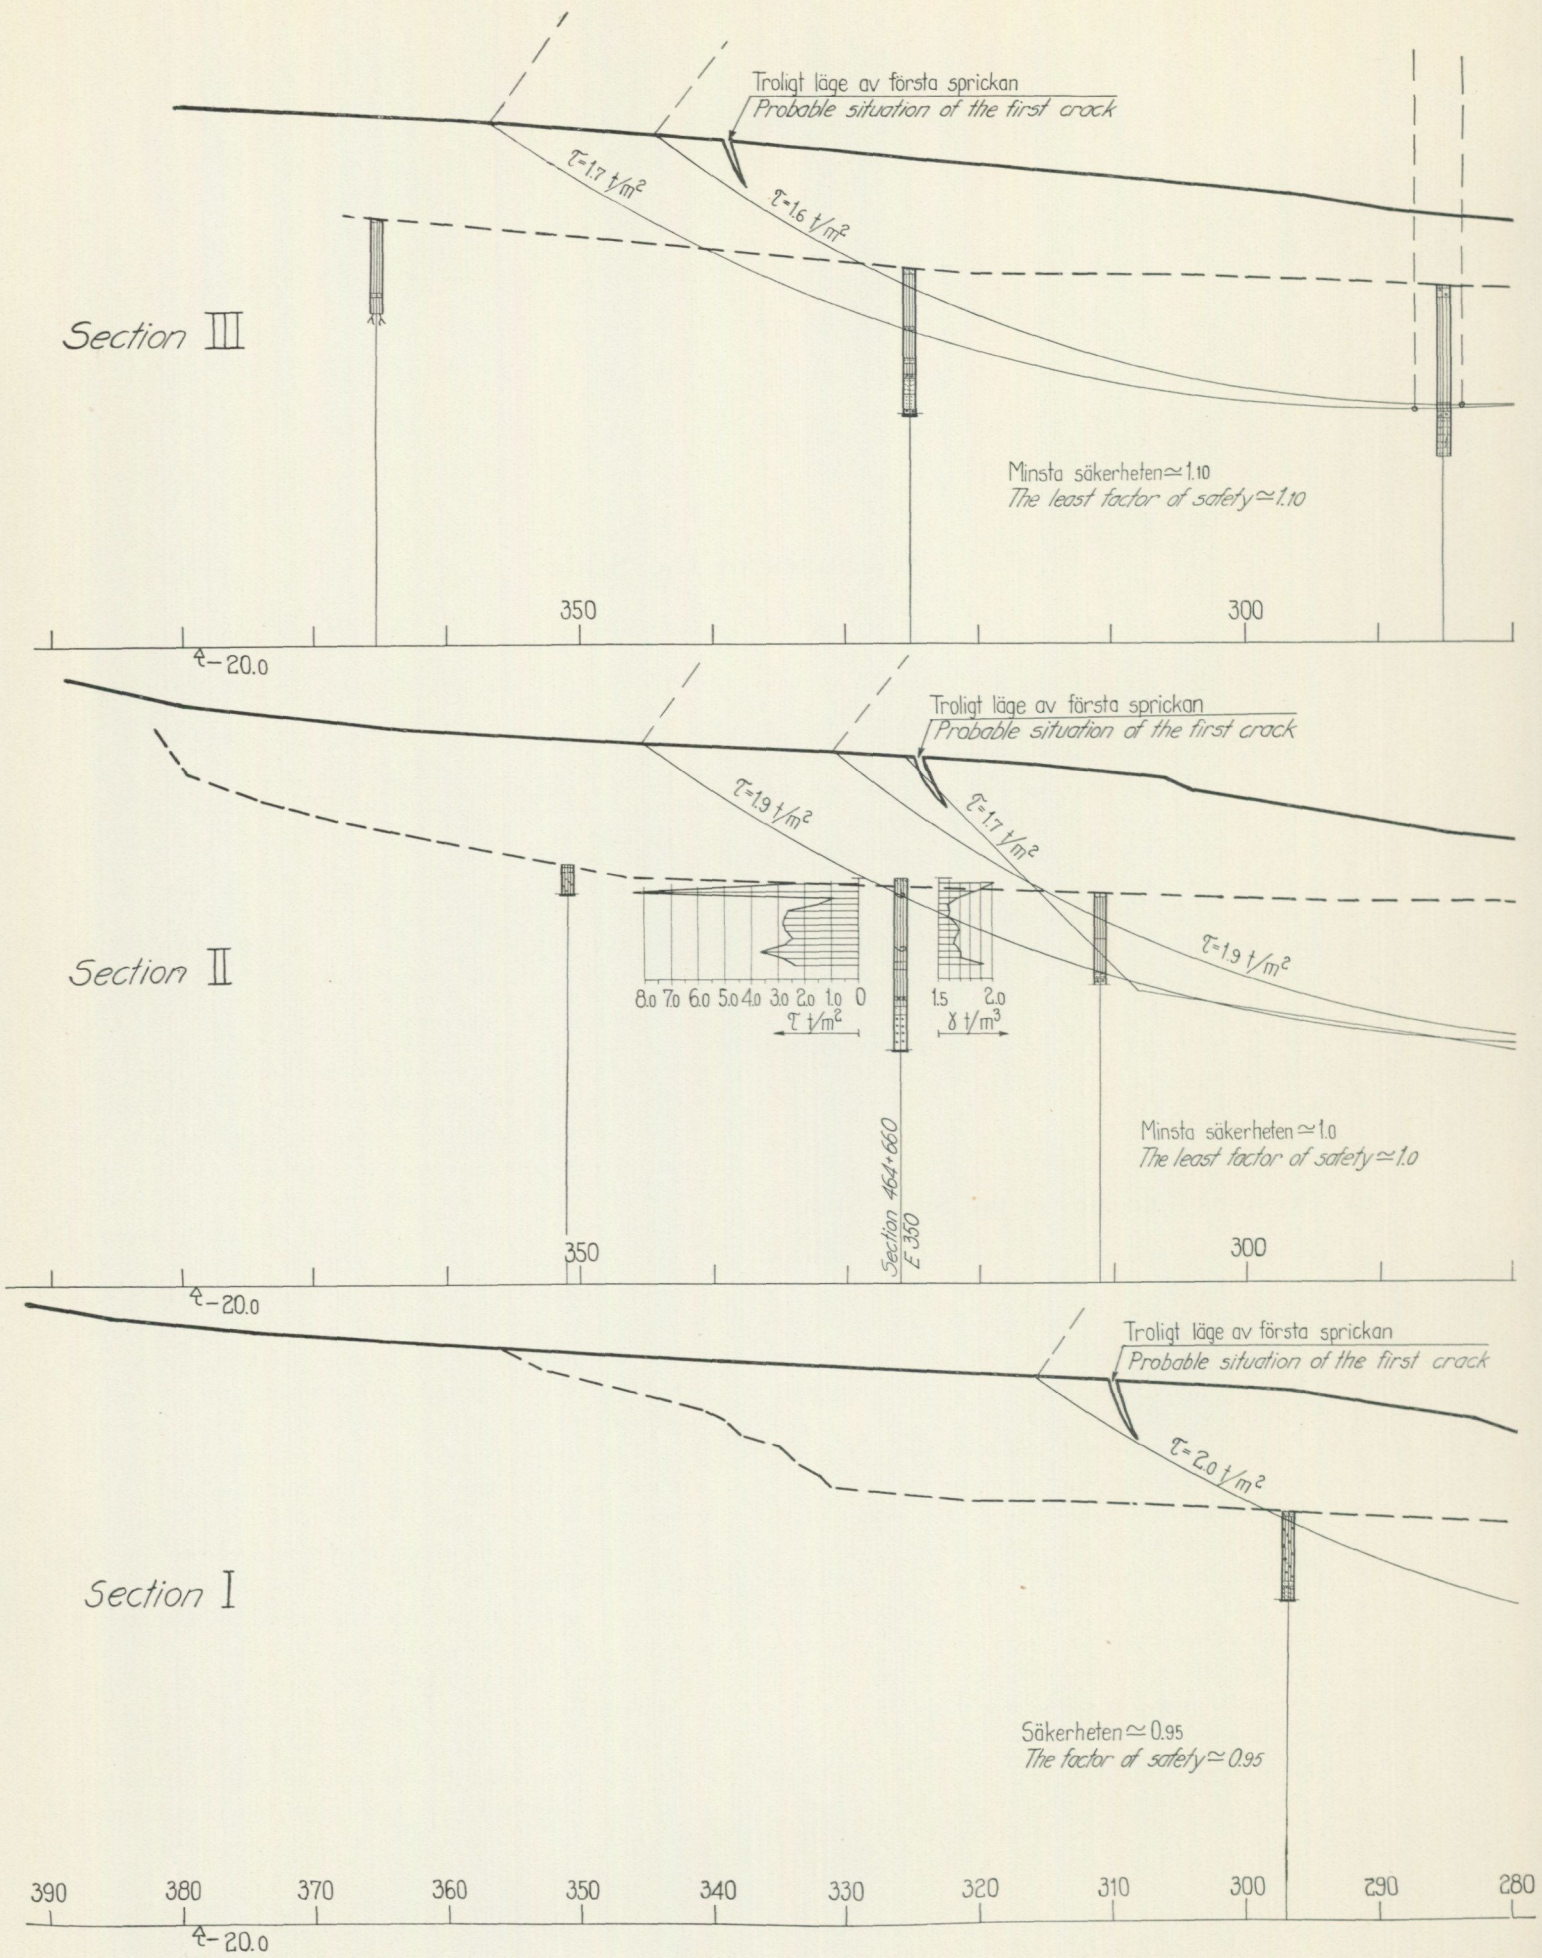 Troligt läge av första sprickan
Probable situation of the first crack
τ=1.7 t/m²
τ=1.6 t/m²
Section III
Minsta säkerheten≃1.10
The least factor of safety≃1.10
350
300
-20.0
Troligt läge av första sprickan
Probable situation of the first crack
τ=1.9 t/m²
τ=1.7 t/m²
τ=1.9 t/m²
Section II
8.0 7.0 6.0 5.0 4.0 3.0 2.0 1.0 0
τ t/m²
1.5 2.0
γ t/m³
Section 464+660
E 350
Minsta säkerheten≃1.0
The least factor of safety≃1.0
350
300
-20.0
Troligt läge av första sprickan
Probable situation of the first crack
τ=2.0 t/m²
Section I
Säkerheten≃0.95
The factor of safety≃0.95
390 380 370 360 350 340 330 320 310 300 290 280
-20.0